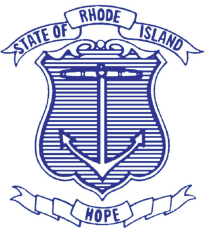 STATE OF RHODE ISLAND
HOPE